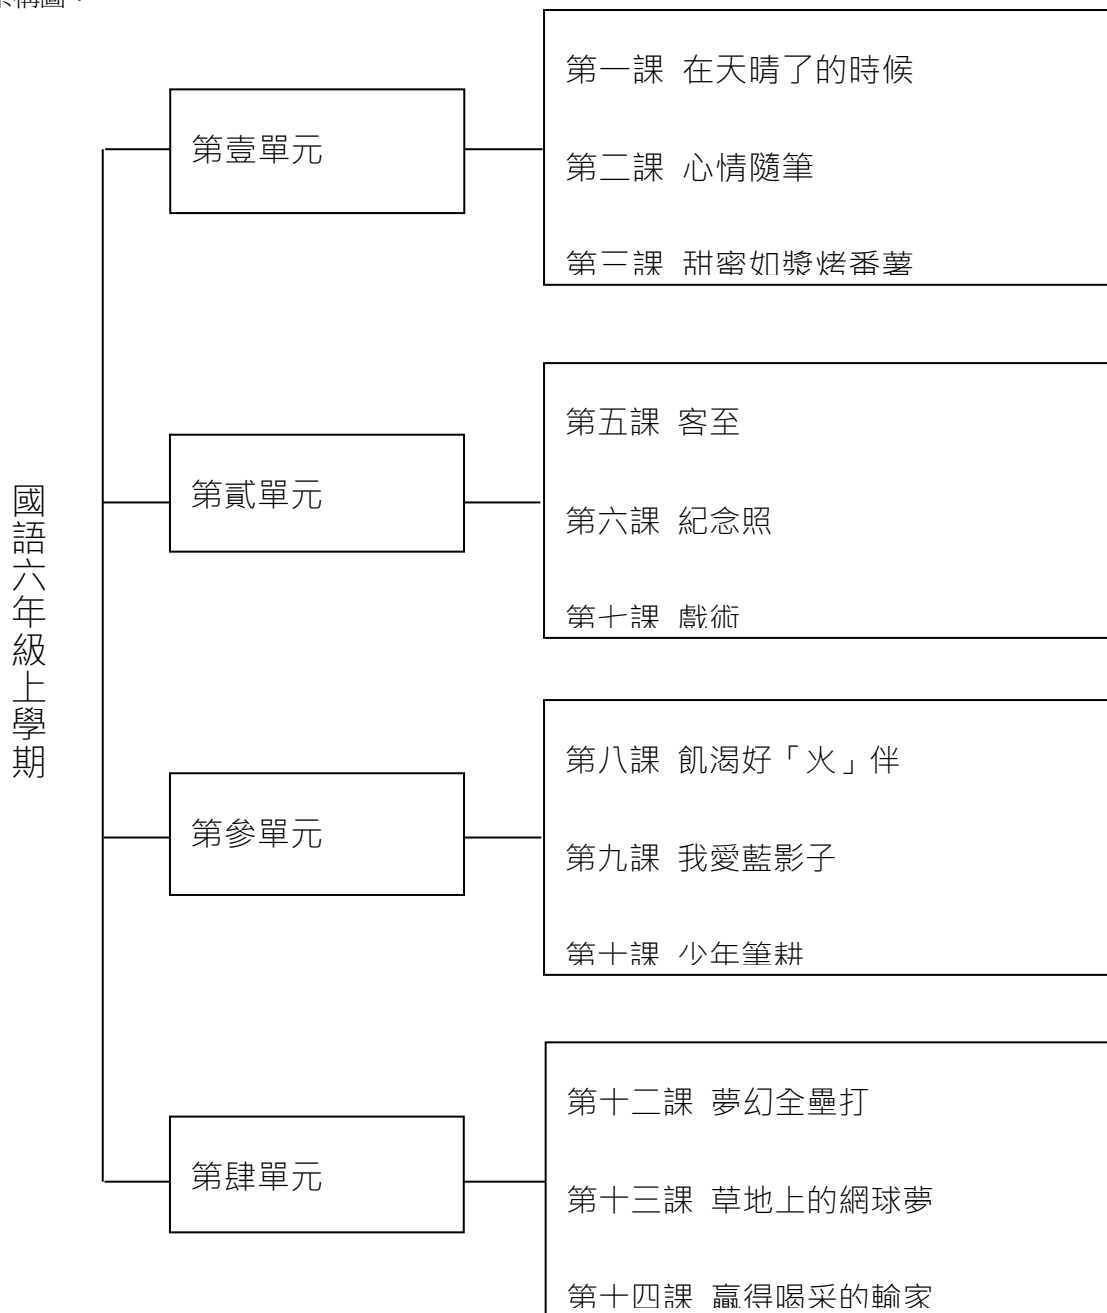 架構圖：
國語六年級上學期
第壹單元
第一課 在天晴了的時候
第二課 心情隨筆
第三課 甜蜜如漿烤番薯
第貳單元
第五課 客至
第六課 紀念照
第七課 戲術
第參單元
第八課 飢渴好「火」伴
第九課 我愛藍影子
第十課 少年筆耕
第肆單元
第十二課 夢幻全壘打
第十三課 草地上的網球夢
第十四課 贏得喝采的輸家